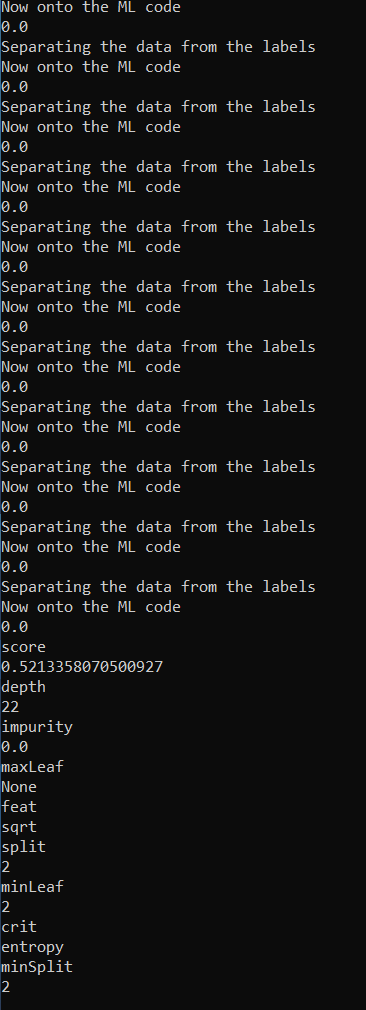 Now onto the ML code
0.0
Separating the data from the labels
Now onto the ML code
0.0
Separating the data from the labels
Now onto the ML code
0.0
Separating the data from the labels
Now onto the ML code
0.0
Separating the data from the labels
Now onto the ML code
0.0
Separating the data from the labels
Now onto the ML code
0.0
Separating the data from the labels
Now onto the ML code
0.0
Separating the data from the labels
Now onto the ML code
0.0
Separating the data from the labels
Now onto the ML code
0.0
Separating the data from the labels
Now onto the ML code
0.0
Separating the data from the labels
Now onto the ML code
0.0
score
0.5213358070500927
depth
22
impurity
0.0
maxLeaf
None
feat
sqrt
split
2
minLeaf
2
crit
entropy
minSplit
2